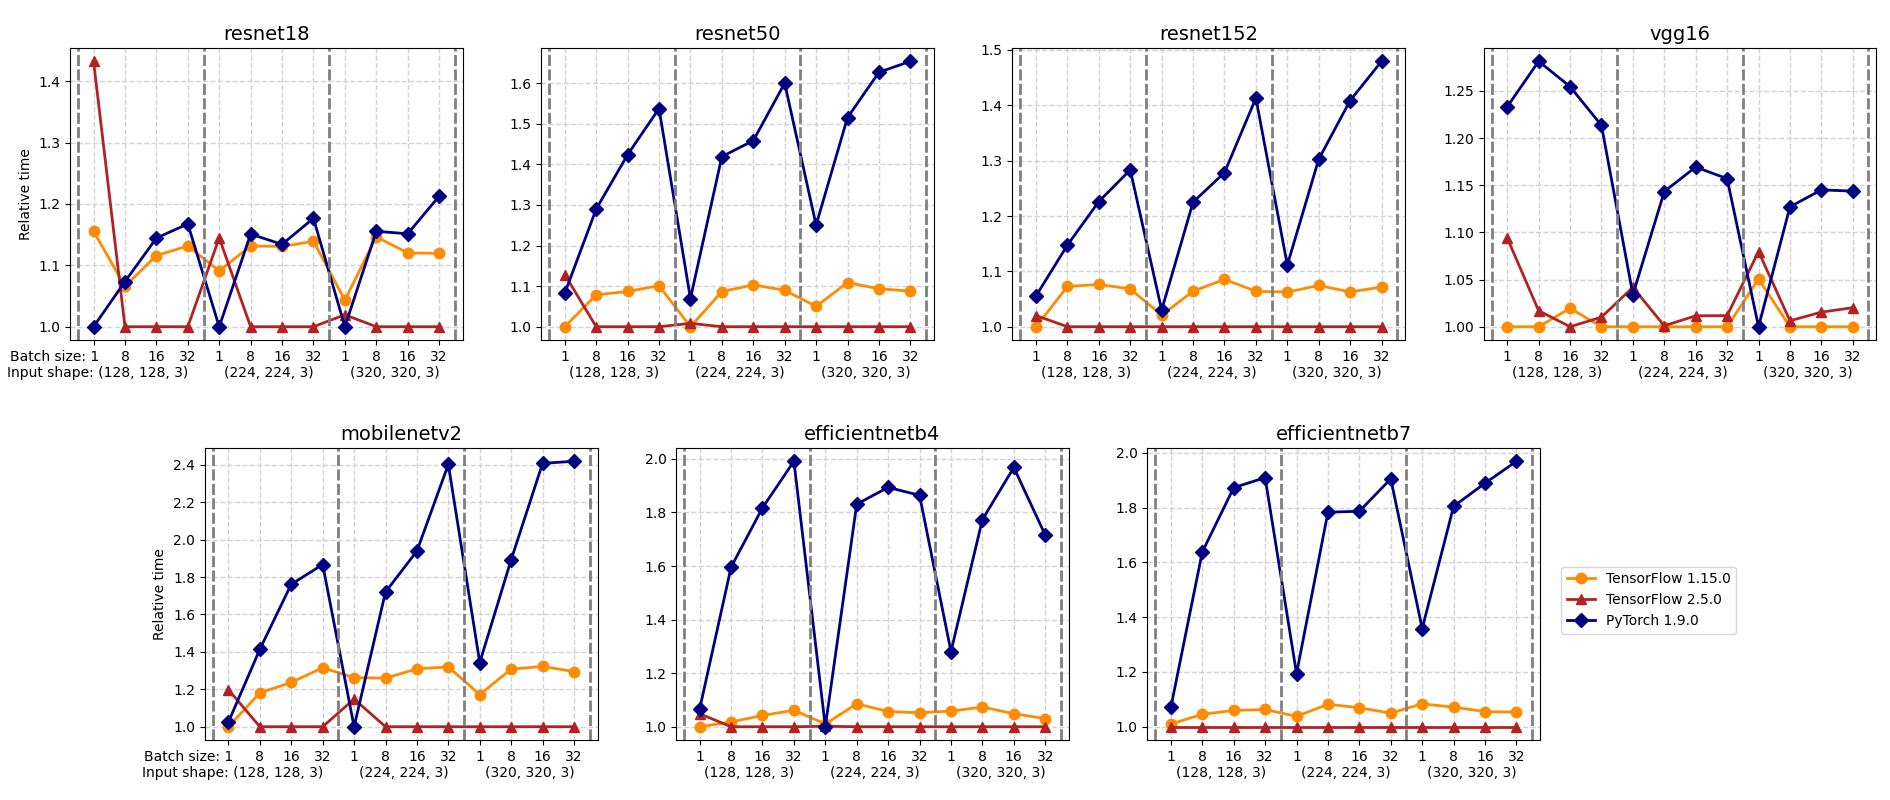 resnet18
resnet50
resnet152
vgg16
Relative time
1.4
1.3
1.2
1.1
1.0
1.6
1.5
1.4
1.3
1.2
1.1
1.0
1.5
1.4
1.3
1.2
1.1
1.0
1.25
1.20
1.15
1.10
1.05
1.00
Batch size: 1 8 16 32 1 8 16 32 1 8 16 32
Input shape: (128, 128, 3) (224, 224, 3) (320, 320, 3)
1 8 16 32 1 8 16 32 1 8 16 32
(128, 128, 3) (224, 224, 3) (320, 320, 3)
1 8 16 32 1 8 16 32 1 8 16 32
(128, 128, 3) (224, 224, 3) (320, 320, 3)
1 8 16 32 1 8 16 32 1 8 16 32
(128, 128, 3) (224, 224, 3) (320, 320, 3)
mobilenetv2
efficientnetb4
efficientnetb7
Relative time
2.4
2.2
2.0
1.8
1.6
1.4
1.2
1.0
2.0
1.8
1.6
1.4
1.2
1.0
2.0
1.8
1.6
1.4
1.2
1.0
Batch size: 1 8 16 32 1 8 16 32 1 8 16 32
Input shape: (128, 128, 3) (224, 224, 3) (320, 320, 3)
1 8 16 32 1 8 16 32 1 8 16 32
(128, 128, 3) (224, 224, 3) (320, 320, 3)
1 8 16 32 1 8 16 32 1 8 16 32
(128, 128, 3) (224, 224, 3) (320, 320, 3)
TensorFlow 1.15.0
TensorFlow 2.5.0
PyTorch 1.9.0